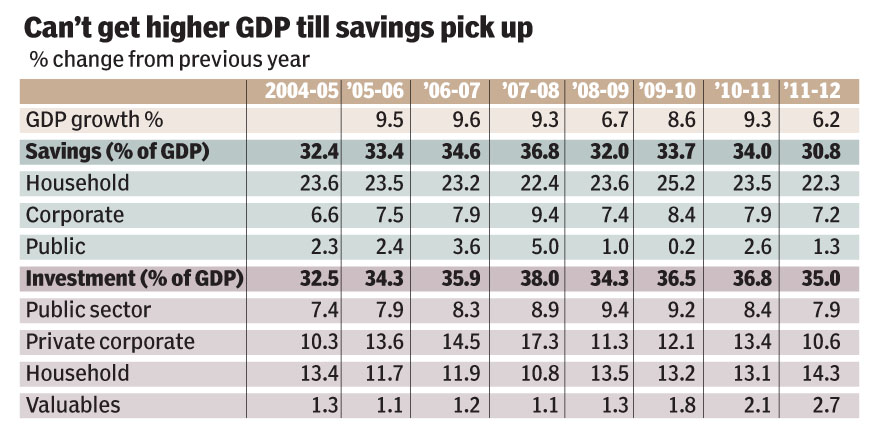 Can't get higher GDP till savings pick up
% change from previous year
2004-05 '05-06 '06-07 '07-08 '08-09 '09-10 '10-11 '11-12
GDP growth % 9.5 9.6 9.3 6.7 8.6 9.3 6.2
Savings (% of GDP) 32.4 33.4 34.6 36.8 32.0 33.7 34.0 30.8
Household 23.6 23.5 23.2 22.4 23.6 25.2 23.5 22.3
Corporate 6.6 7.5 7.9 9.4 7.4 8.4 7.9 7.2
Public 2.3 2.4 3.6 5.0 1.0 0.2 2.6 1.3
Investment (% of GDP) 32.5 34.3 35.9 38.0 34.3 36.5 36.8 35.0
Public sector 7.4 7.9 8.3 8.9 9.4 9.2 8.4 7.9
Private corporate 10.3 13.6 14.5 17.3 11.3 12.1 13.4 10.6
Household 13.4 11.7 11.9 10.8 13.5 13.2 13.1 14.3
Valuables 1.3 1.1 1.2 1.1 1.3 1.8 2.1 2.7